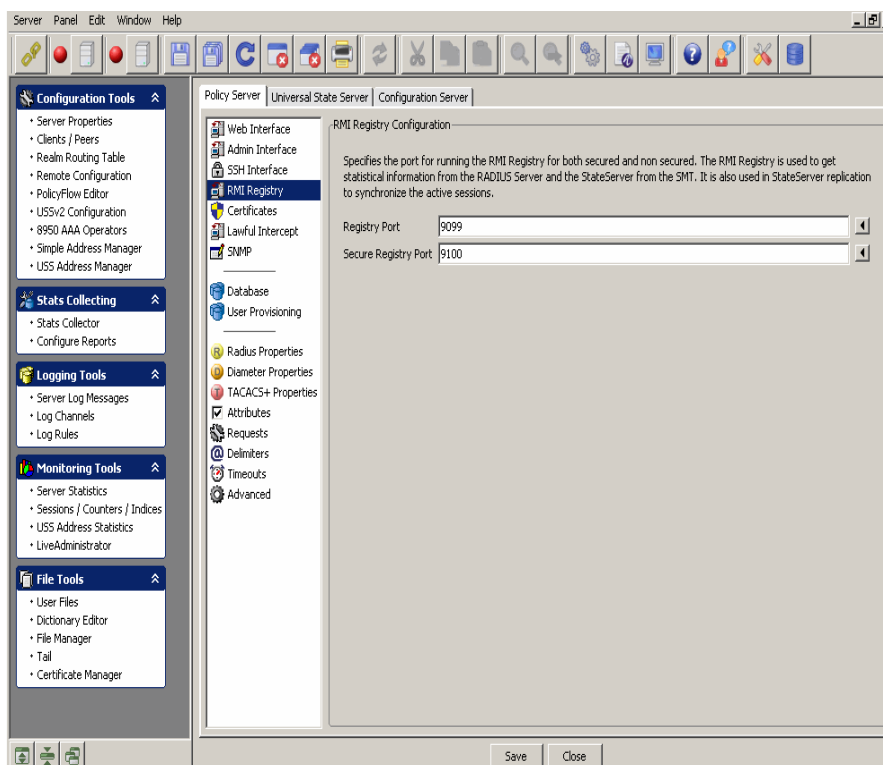 Server Panel Edit Window Help
Configuration Tools
Server Properties
Clients / Peers
Realm Routing Table
Remote Configuration
PolicyFlow Editor
USSv2 Configuration
8950 AAA Operators
Simple Address Manager
USS Address Manager
Stats Collecting
Stats Collector
Configure Reports
Logging Tools
Server Log Messages
Log Channels
Log Rules
Monitoring Tools
Server Statistics
Sessions / Counters / Indices
USS Address Statistics
LiveAdministrator
File Tools
User Files
Dictionary Editor
File Manager
Tail
Certificate Manager
Policy Server Universal State Server Configuration Server
Web Interface
Admin Interface
SSH Interface
RMI Registry
Certificates
Lawful Intercept
SNMP
Database
User Provisioning
R Radius Properties
D Diameter Properties
T TACACS+ Properties
Attributes
Requests
@ Delimiters
Timeouts
Advanced
RMI Registry Configuration
Specifies the port for running the RMI Registry for both secured and non secured. The RMI Registry is used to get
statistical information from the RADIUS Server and the StateServer from the SMT. It is also used in StateServer replication
to synchronize the active sessions.
Registry Port 9099
Secure Registry Port 9100
Save Close